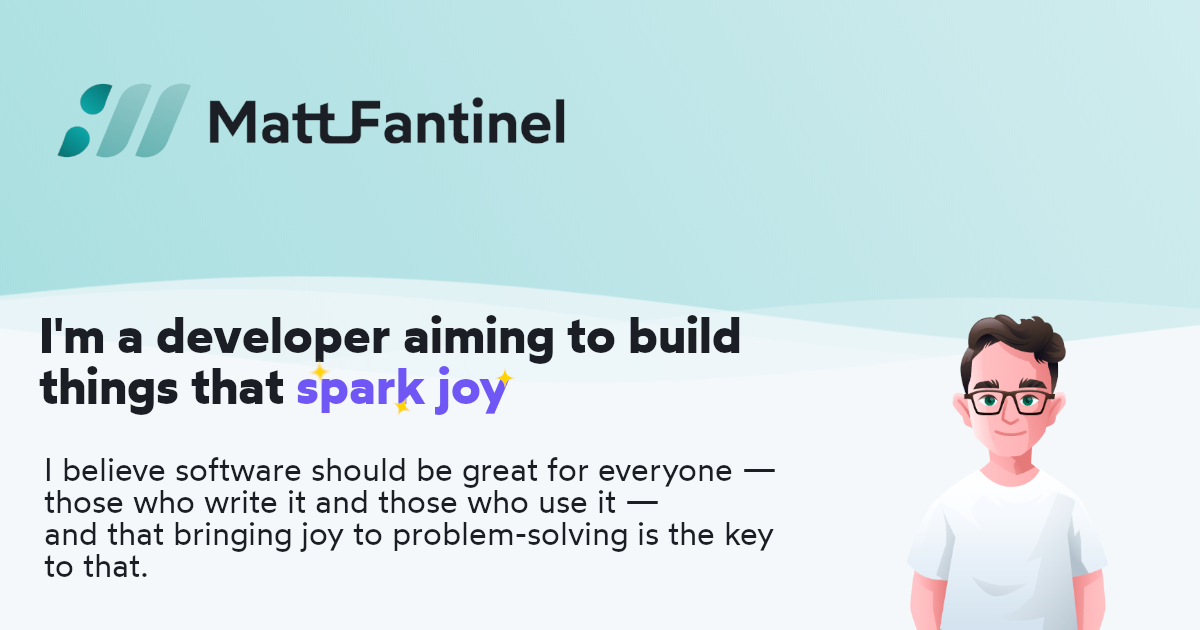 Matt Fantinel
I'm a developer aiming to build
things that spark joy
I believe software should be great for everyone —
those who write it and those who use it —
and that bringing joy to problem-solving is the key
to that.